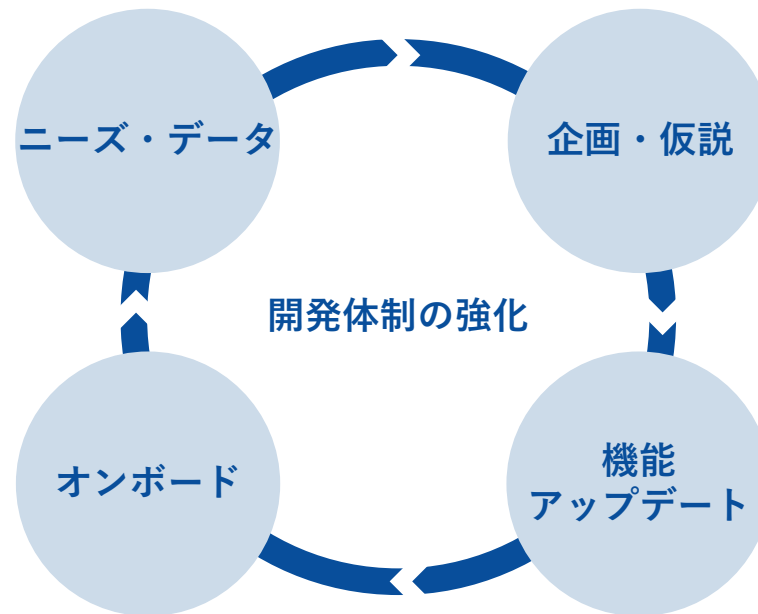 ニーズ・データ
企画・仮説
開発体制の強化
オンボード
機能
アップデート